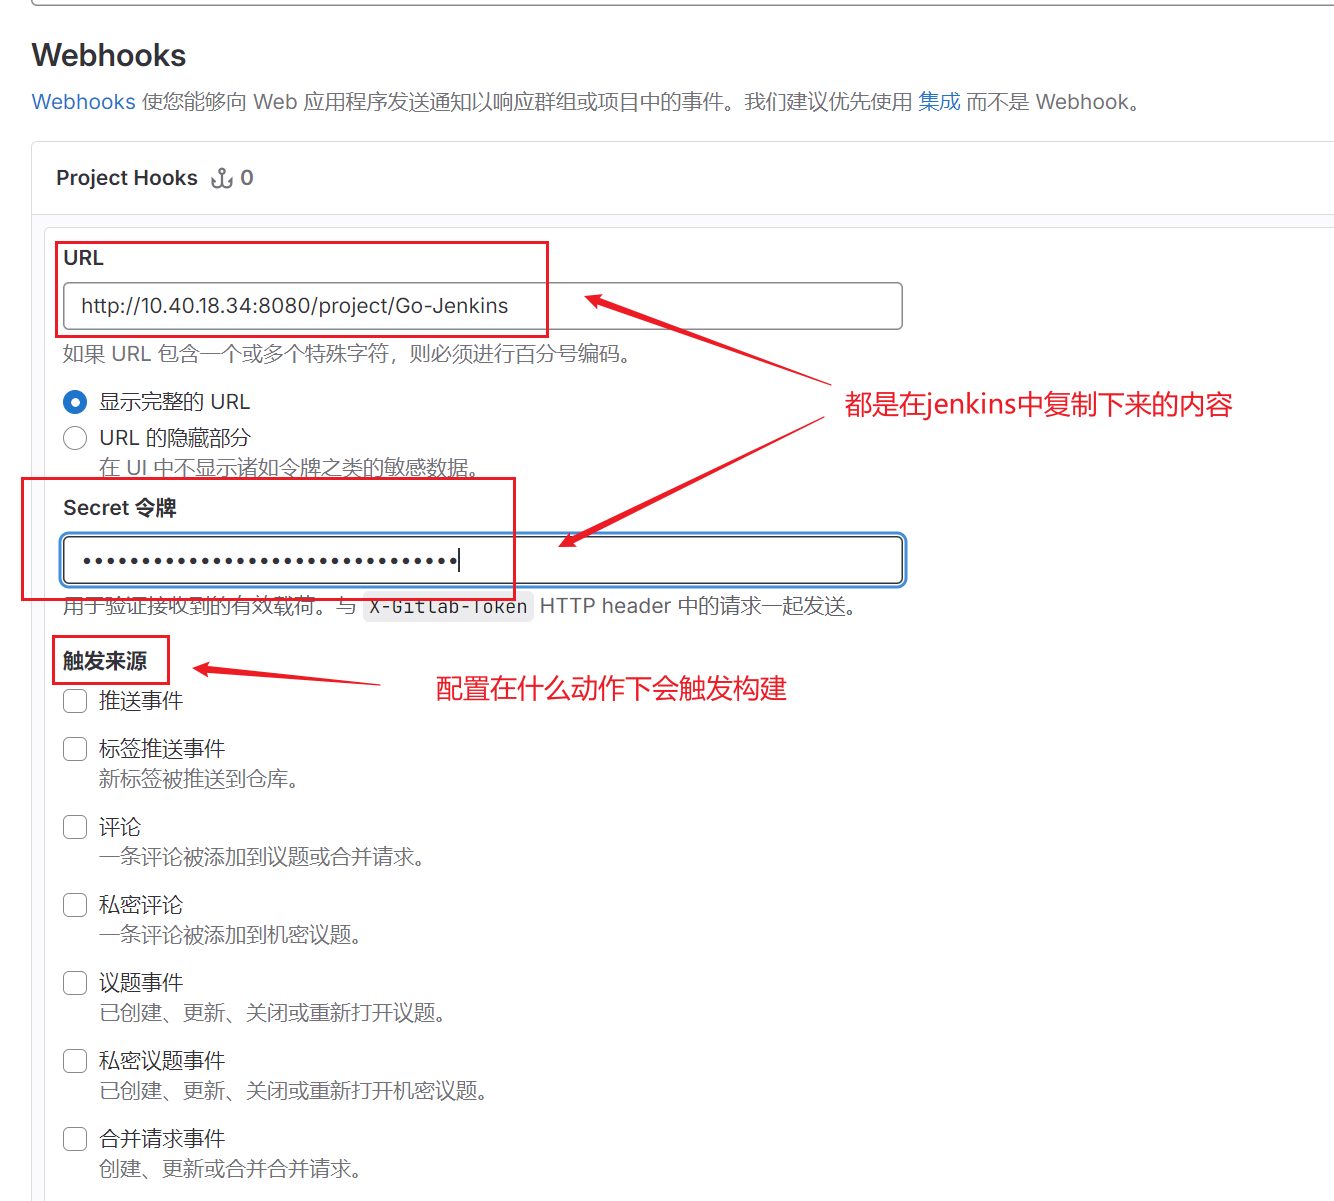 Webhooks
Webhooks 使您能够向 Web 应用程序发送通知以响应群组或项目中的事件。我们建议优先使用 集成 而不是 Webhook。
Project Hooks 0
URL
http://10.40.18.34:8080/project/Go-Jenkins
如果 URL 包含一个或多个特殊字符，则必须进行百分号编码。
显示完整的 URL
都是在jenkins中复制下来的内容
URL 的隐藏部分
在 UI 中不显示诸如令牌之类的敏感数据。
Secret 令牌
••••••••••••••••••••••••••••••••
用于验证接收到的有效载荷。与 X-Gitlab-Token HTTP header 中的请求一起发送。
触发来源
配置在什么动作下会触发构建
推送事件
标签推送事件
新标签被推送到仓库。
评论
一条评论被添加到议题或合并请求。
私密评论
一条评论被添加到机密议题。
议题事件
已创建、更新、关闭或重新打开议题。
私密议题事件
已创建、更新、关闭或重新打开机密议题。
合并请求事件
创建、更新或合并合并请求。